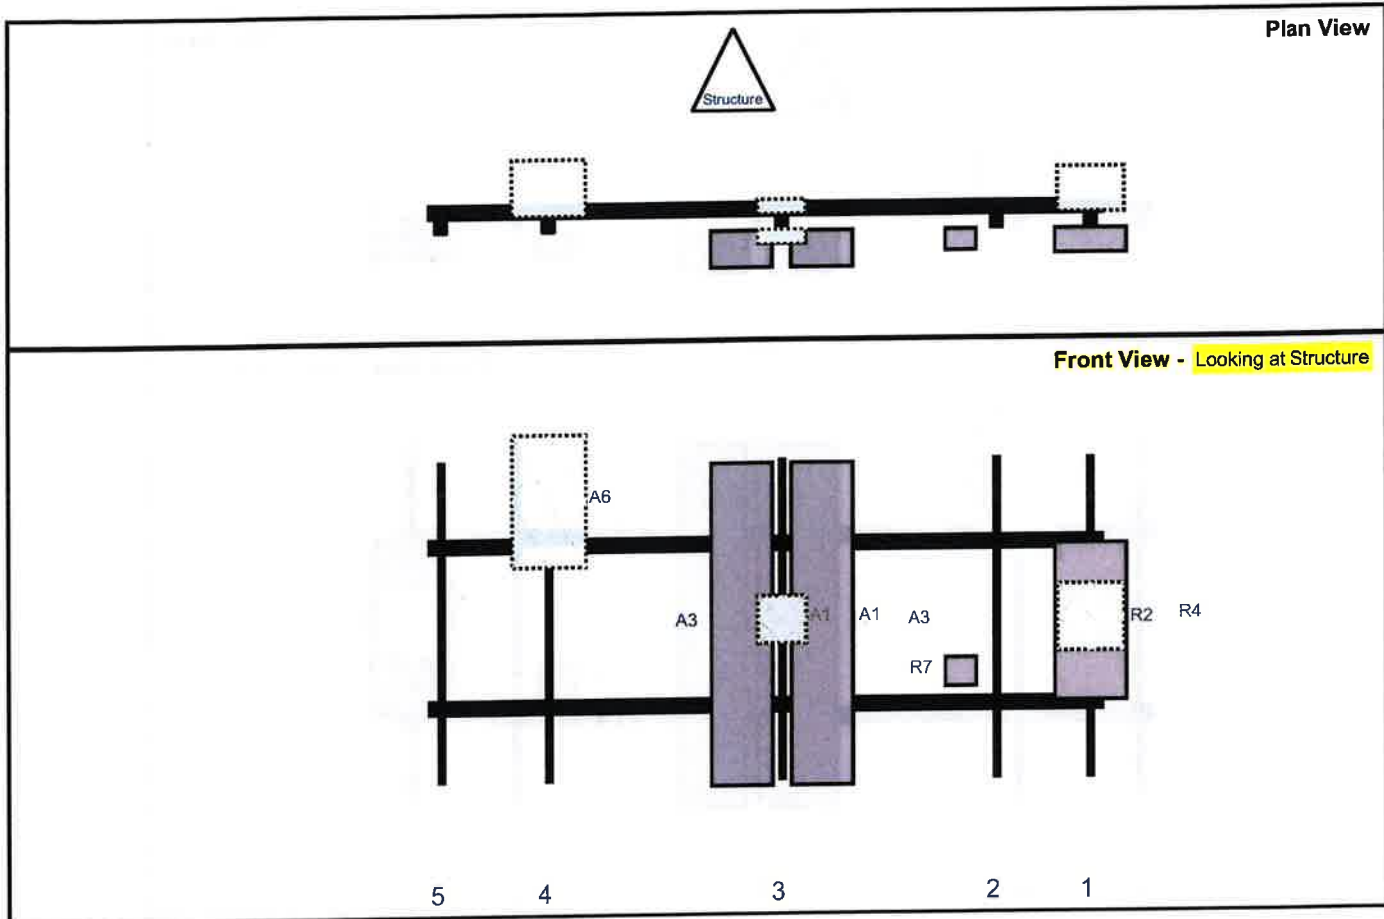 Plan View
Structure
Front View - Looking at Structure
A6
A3
A1
A1
A3
R2
R4
R7
5
4
3
2
1